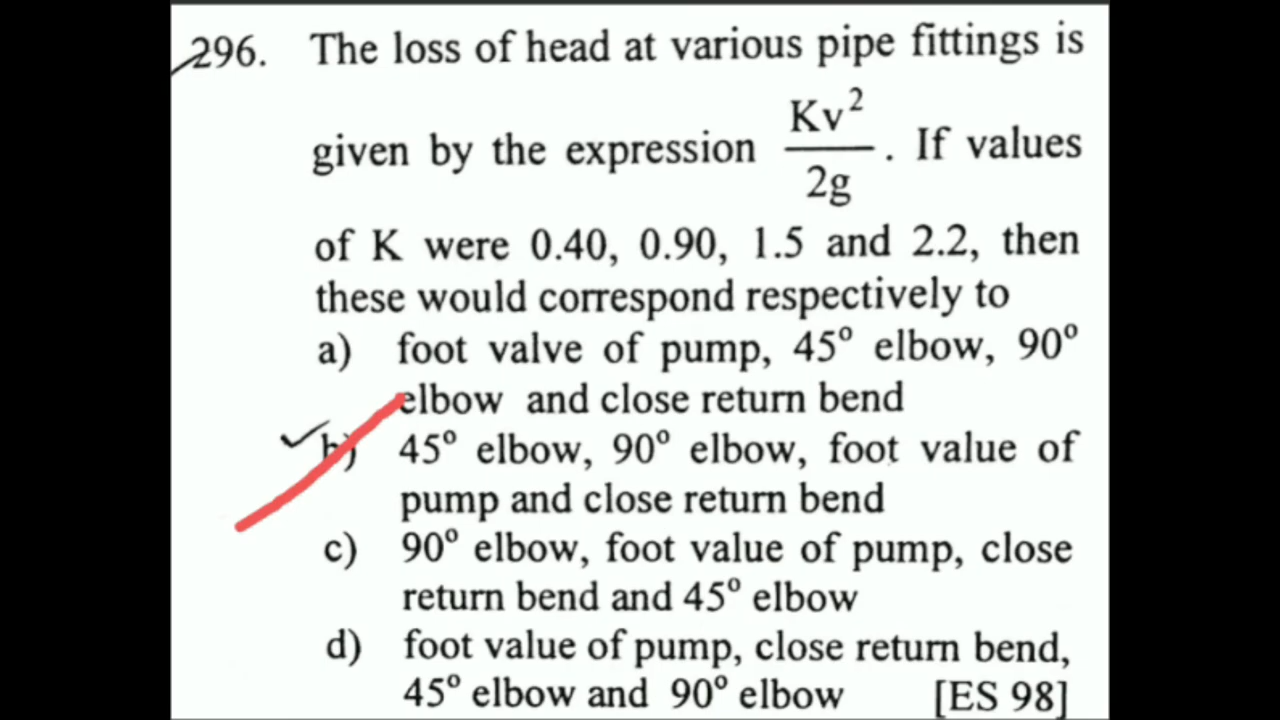 296. The loss of head at various pipe fittings is
given by the expression Kv²/2g. If values
of K were 0.40, 0.90, 1.5 and 2.2, then
these would correspond respectively to
a) foot valve of pump, 45° elbow, 90°
elbow and close return bend
b) 45° elbow, 90° elbow, foot value of
pump and close return bend
c) 90° elbow, foot value of pump, close
return bend and 45° elbow
d) foot value of pump, close return bend,
45° elbow and 90° elbow [ES 98]